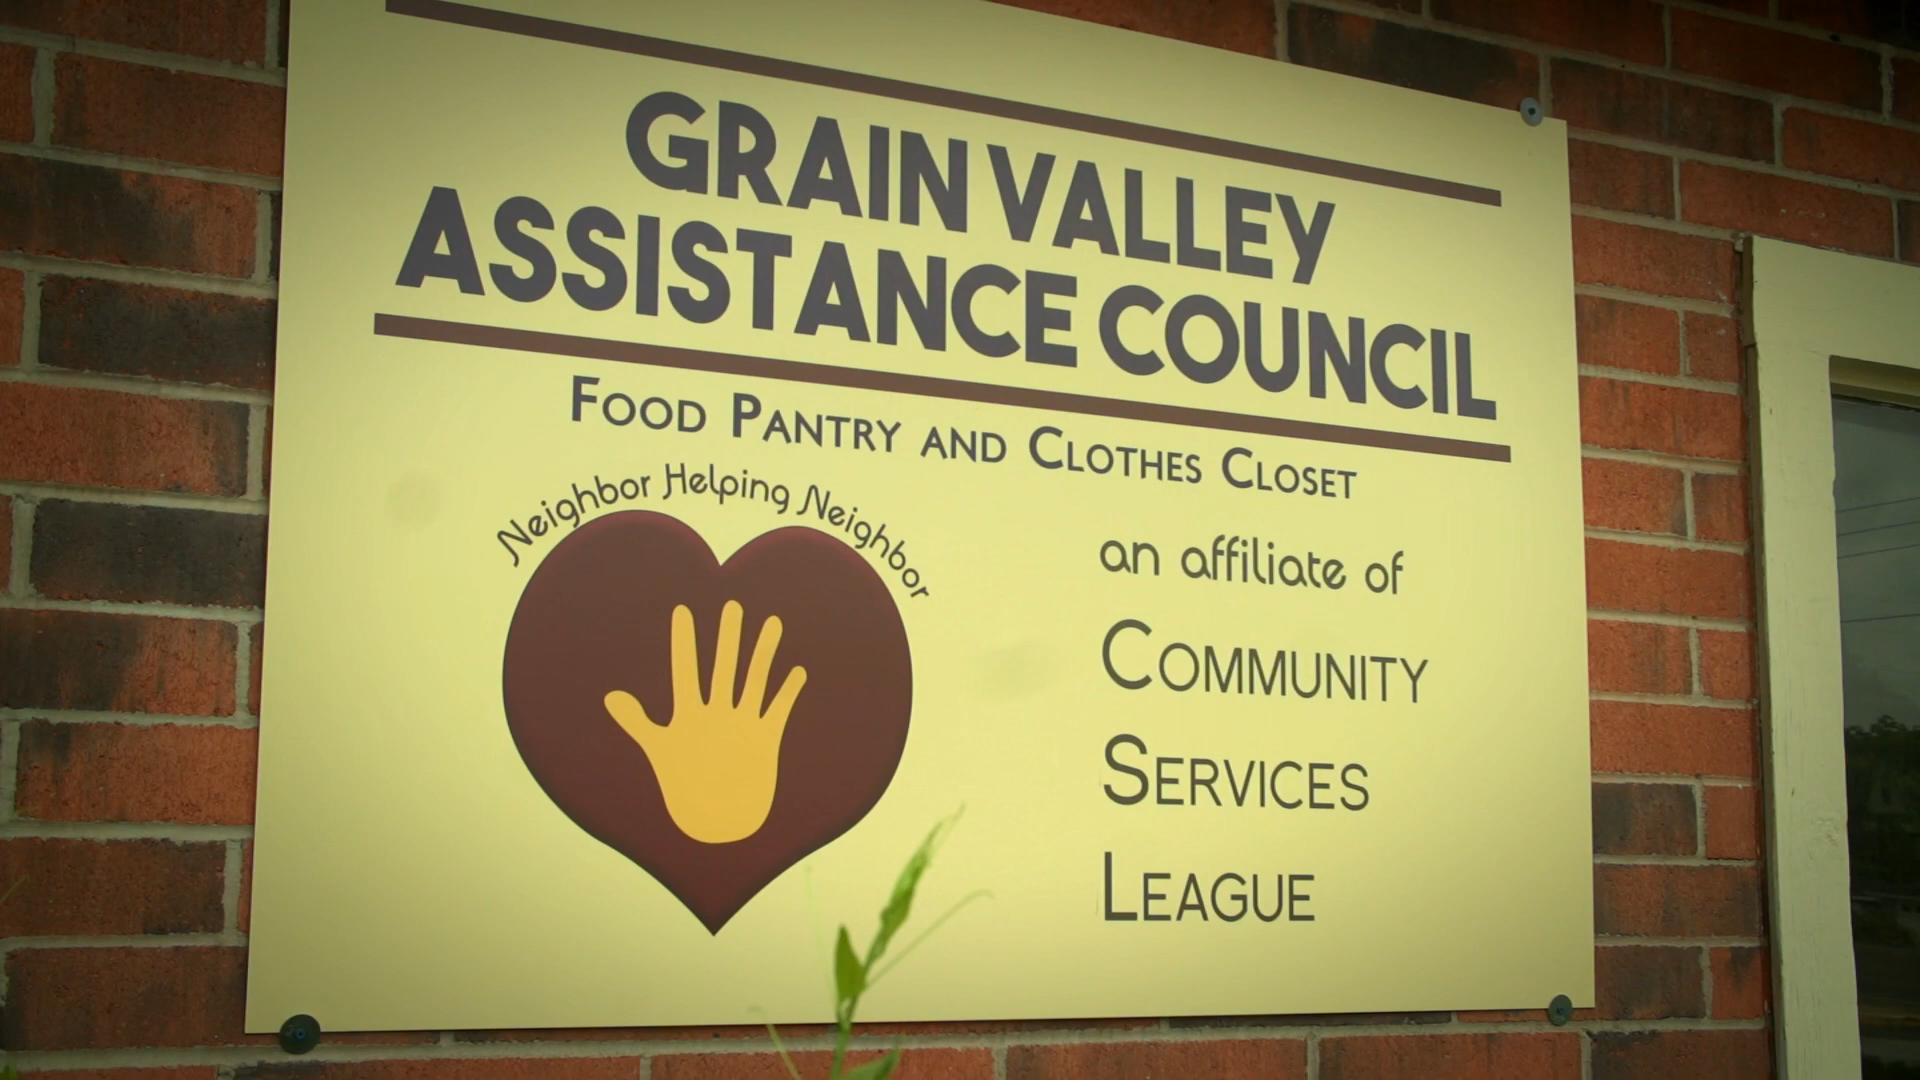 GRAIN VALLEY
ASSISTANCE COUNCIL
FOOD PANTRY AND CLOTHES CLOSET
Neighbor Helping Neighbor
an affiliate of
COMMUNITY
SERVICES
LEAGUE